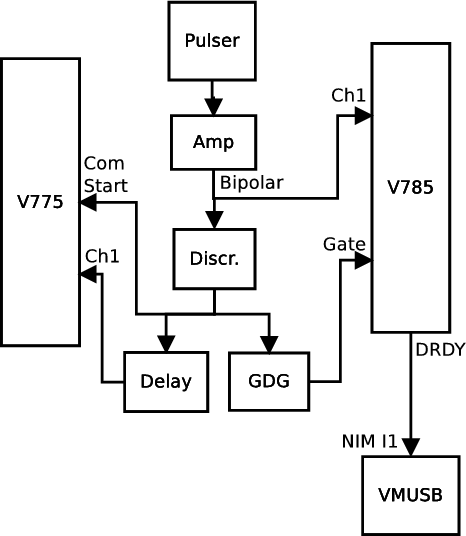 Pulser
Ch1
Amp
Com
Start
Bipolar
V785
V775
Gate
Ch1
Discr.
DRDY
Delay
GDG
NIM I1
VMUSB